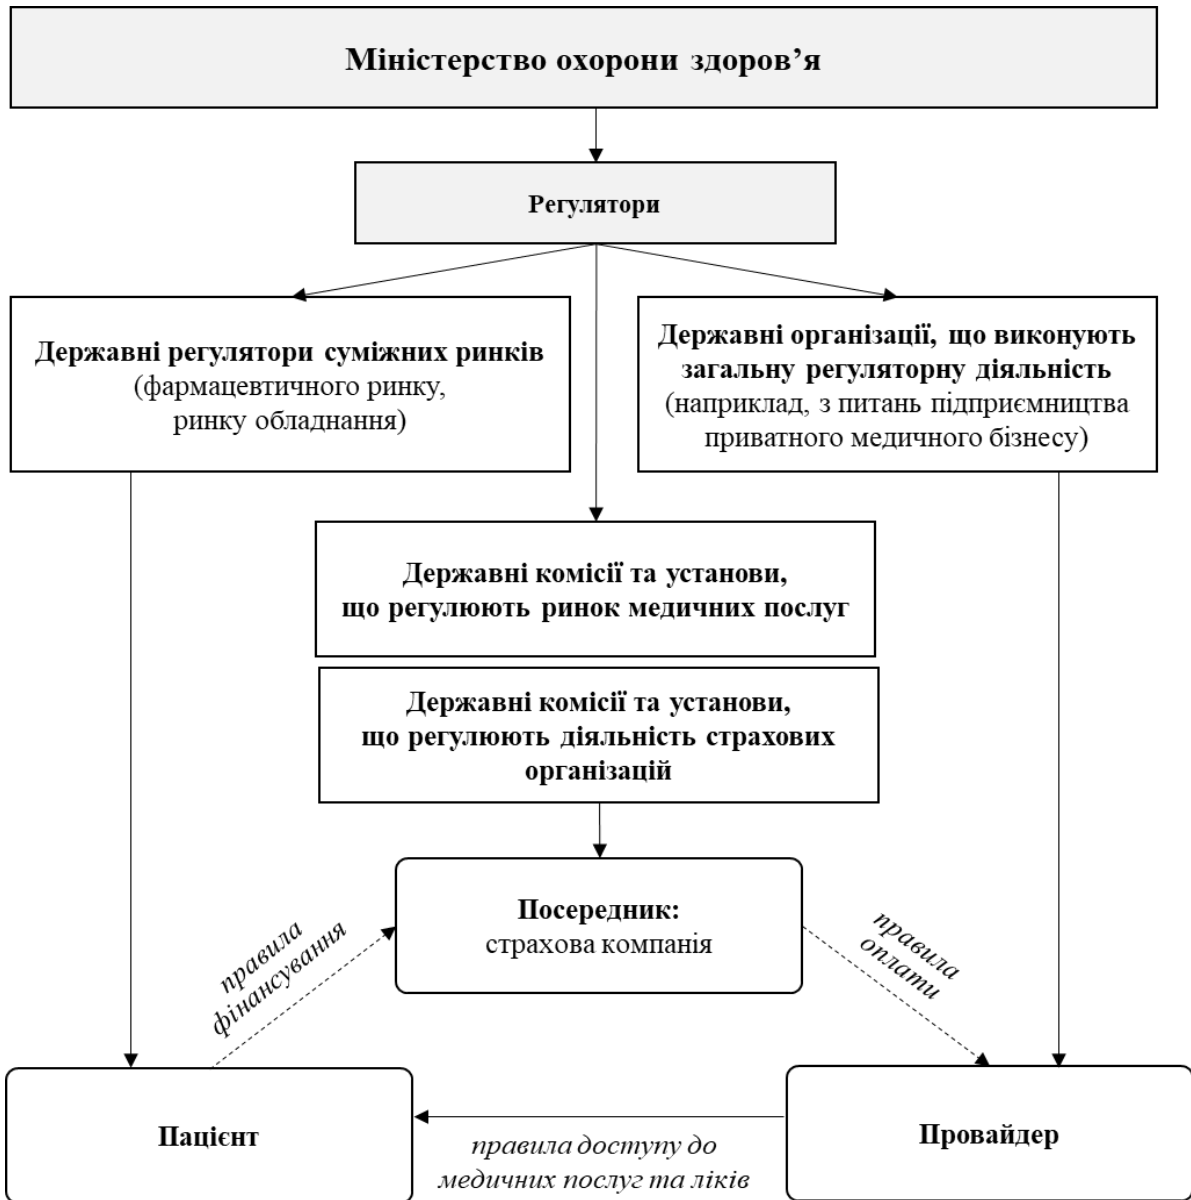 Міністерство охорони здоров’я
Регулятори
Державні регулятори суміжних ринків
(фармацевтичного ринку,
ринку обладнання)
Державні організації, що виконують
загальну регуляторну діяльність
(наприклад, з питань підприємництва
приватного медичного бізнесу)
Державні комісії та установи,
що регулюють ринок медичних послуг
Державні комісії та установи,
що регулюють діяльність страхових
організацій
Посередник:
страхова компанія
правила
фінансування
правила
оплати
Пацієнт
правила доступу до
медичних послуг та ліків
Провайдер